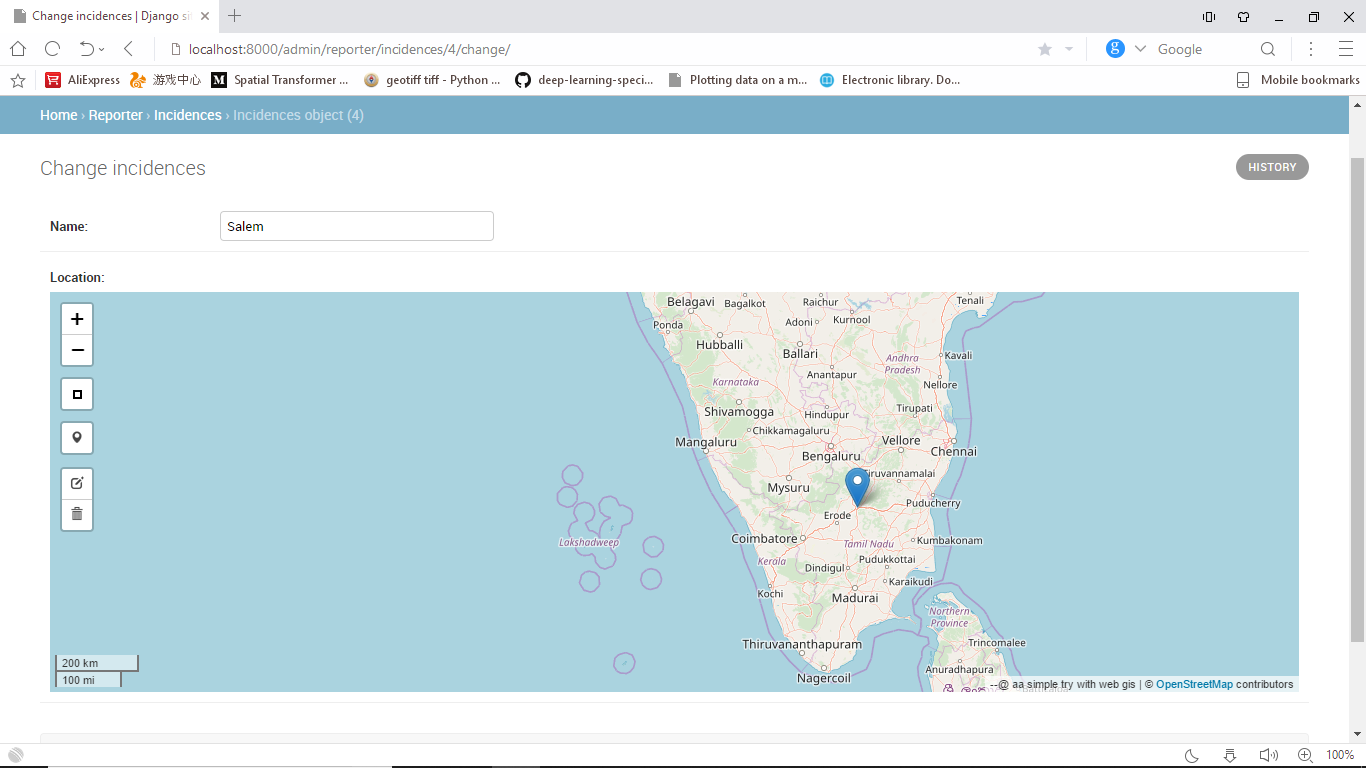 Change incidences | Django si
localhost:8000/admin/reporter/incidences/4/change/
Google
AliExpress
游戏中心
Spatial Transformer ...
geotiff tiff - Python ...
deep-learning-speci...
Plotting data on a m...
Electronic library. Do...
Mobile bookmarks
Home › Reporter › Incidences › Incidences object (4)
Change incidences
HISTORY
Name:
Salem
Location:
+
−
Belagavi
Bagalkot
Raichur
Tenali
Ponda
Adoni
Kurnool
Hubballi
Ballari
Andhra
Pradesh
Kavali
Anantapur
Karnataka
Nellore
Shivamogga
Hindupur
Tirupati
Chikkamagaluru
Mangaluru
Vellore
Bengaluru
Chennai
Tiruvannamalai
Mysuru
Puducherry
Erode
Lakshadweep
Coimbatore
Tamil Nadu
Kumbakonam
Kerala
Pudukkottai
Dindigul
Karaikudi
Kochi
Madurai
Northern
Province
Thiruvananthapuram
Trincomalee
200 km
Anuradhapura
100 mi
Nagercoil
--@ aa simple try with web gis | © OpenStreetMap contributors
100%